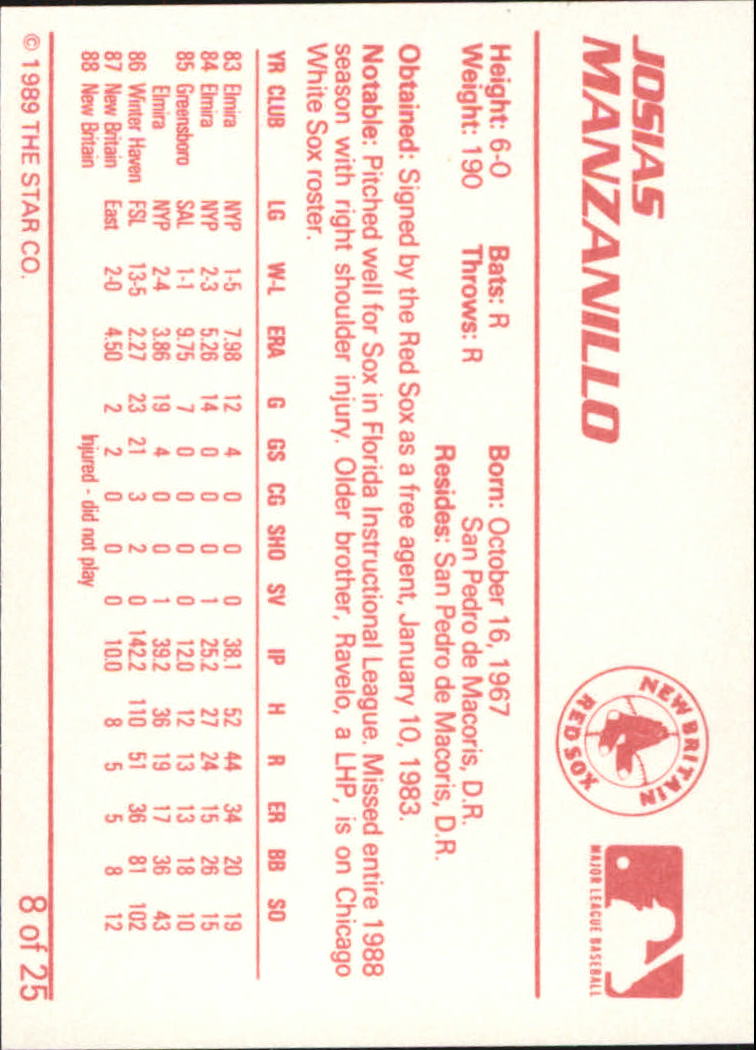 JOSIAS
MANZANILLO
NEW BRITAIN
RED SOX
MAJOR LEAGUE BASEBALL
Height: 6-0 Bats: R Born: October 16, 1967
Weight: 190 Throws: R San Pedro de Macoris, D.R.
Resides: San Pedro de Macoris, D.R.
Obtained: Signed by the Red Sox as a free agent, January 10, 1983.
Notable: Pitched well for Sox in Florida Instructional League. Missed entire 1988
season with right shoulder injury. Older brother, Ravelo, a LHP, is on Chicago
White Sox roster.
YR CLUB LG W-L ERA G GS CG SHO SV IP H R ER BB SO
83 Elmira NYP 1-5 7.98 12 4 0 0 0 38.1 52 44 34 20 19
84 Elmira NYP 2-3 5.26 14 0 0 0 1 25.2 27 24 15 26 15
85 Greensboro SAL 1-1 9.75 7 0 0 0 0 12.0 12 13 13 18 10
Elmira NYP 2-4 3.86 19 4 0 0 1 39.2 36 19 17 36 43
86 Winter Haven FSL 13-5 2.27 23 21 3 2 0 142.2 110 51 36 81 102
87 New Britain East 2-0 4.50 2 2 0 0 0 10.0 8 5 5 8 12
88 New Britain Injured - did not play
© 1989 THE STAR CO. 8 of 25